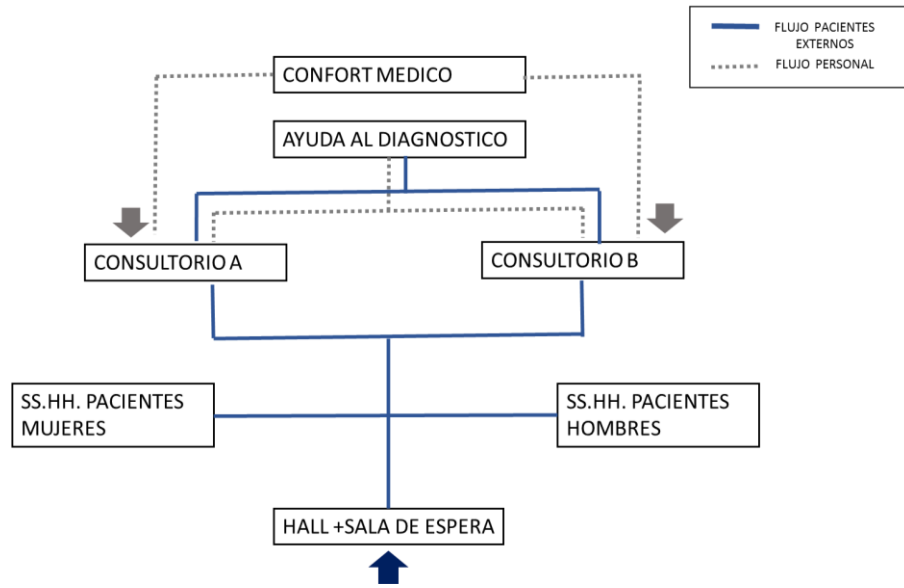 FLUJO PACIENTES
EXTERNOS
FLUJO PERSONAL
CONFORT MEDICO
AYUDA AL DIAGNOSTICO
CONSULTORIO A
CONSULTORIO B
SS.HH. PACIENTES
MUJERES
SS.HH. PACIENTES
HOMBRES
HALL +SALA DE ESPERA